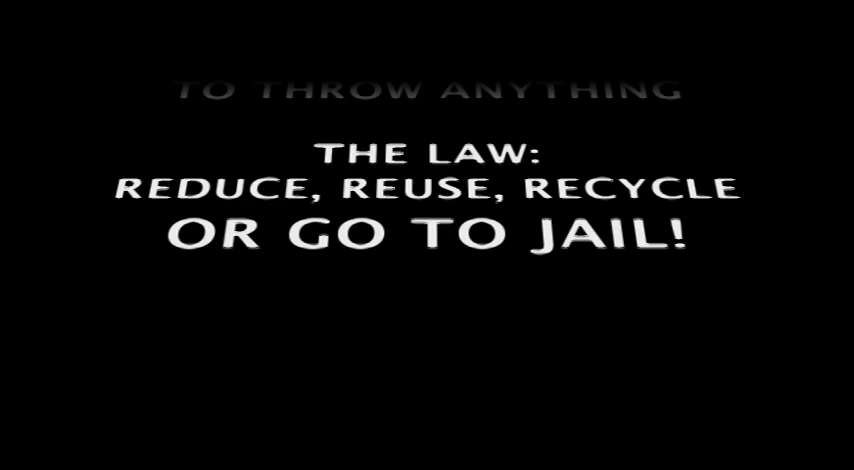 TO THROW ANYTHING
THE LAW:
REDUCE, REUSE, RECYCLE
OR GO TO JAIL!